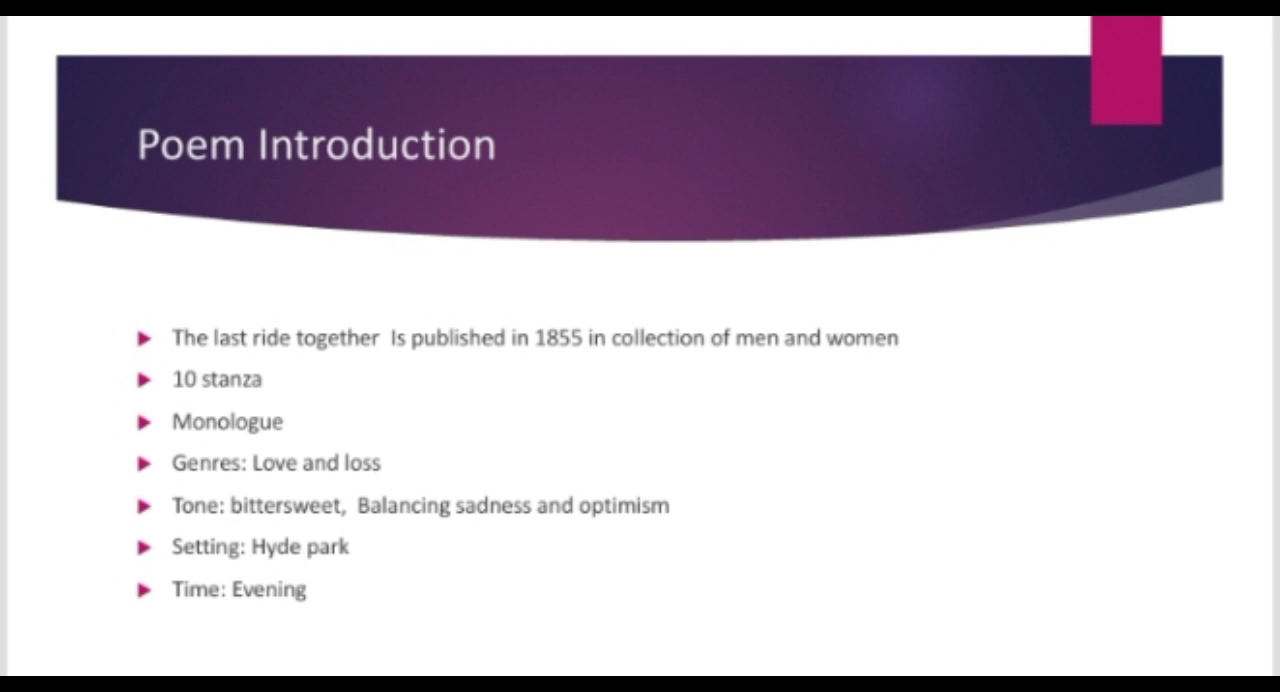 Poem Introduction
The last ride together  Is published in 1855 in collection of men and women
10 stanza
Monologue
Genres: Love and loss
Tone: bittersweet,  Balancing sadness and optimism
Setting: Hyde park
Time: Evening